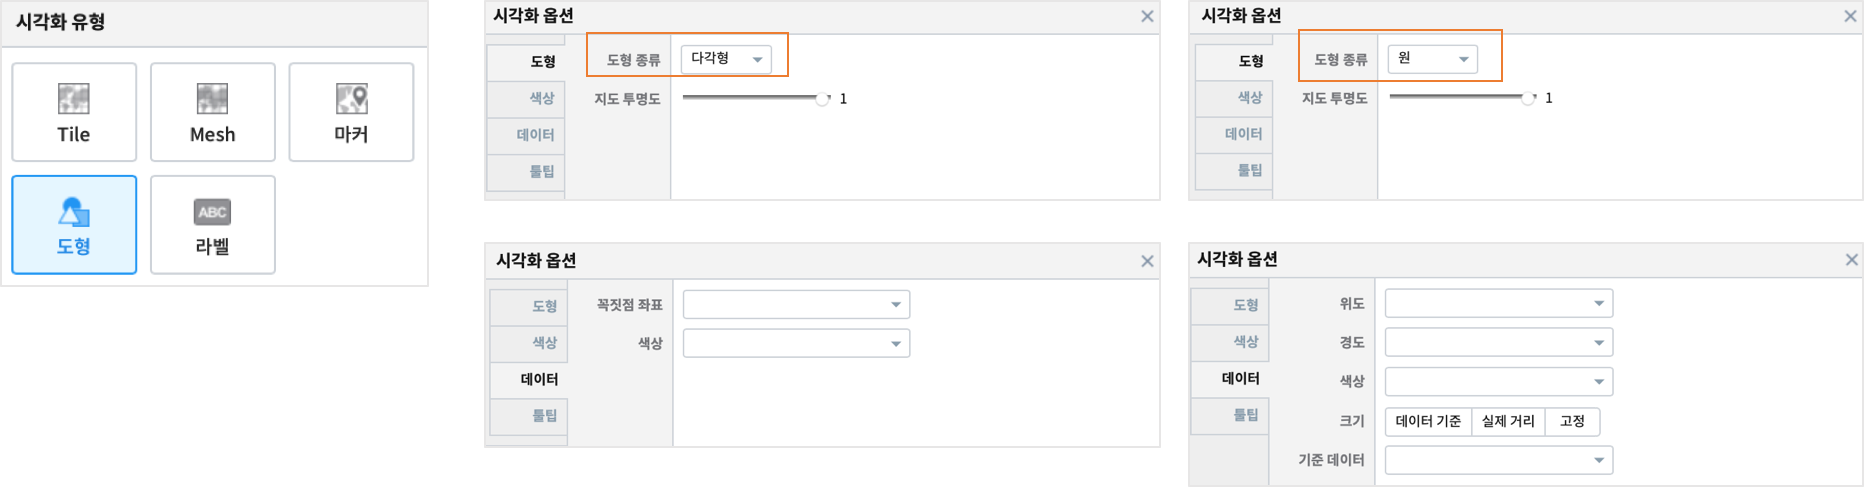 시각화 유형
Tile
Mesh
마커
도형
ABC
라벨
시각화 옵션
도형
색상
데이터
툴팁
도형 종류
다각형
지도 투명도
1
시각화 옵션
도형
색상
데이터
툴팁
도형 종류
원
지도 투명도
1
시각화 옵션
도형
색상
데이터
툴팁
꼭짓점 좌표
색상
시각화 옵션
도형
색상
데이터
툴팁
위도
경도
색상
크기
데이터 기준 실제 거리 고정
기준 데이터